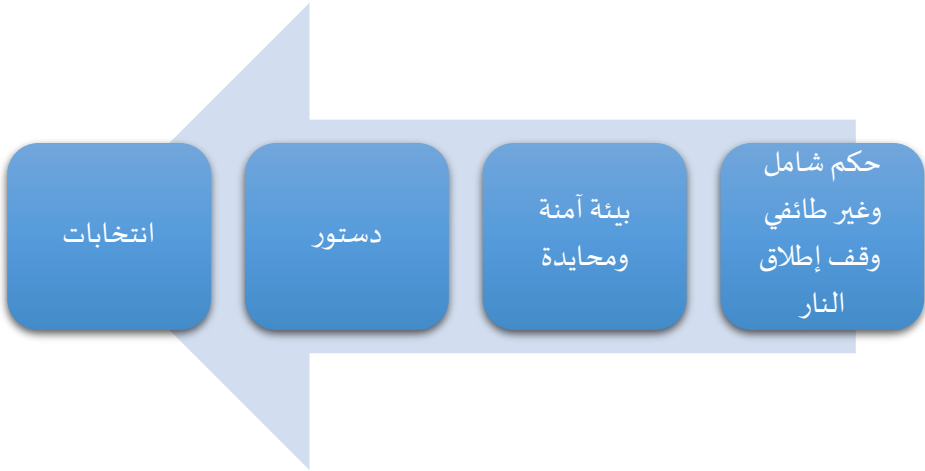 حكم شامل
وغير طائفي
وقف إطلاق
النار
بيئة آمنة
ومحايدة
دستور
انتخابات